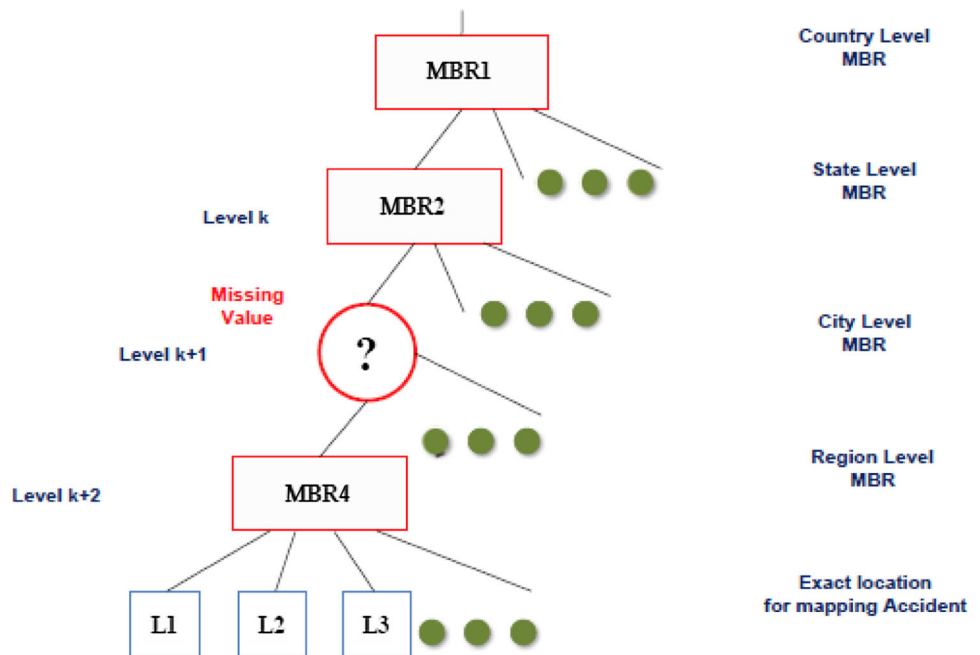 MBR1
Country Level
MBR
MBR2
State Level
MBR
Level k
Missing
Value
?
City Level
MBR
Level k+1
MBR4
Region Level
MBR
Level k+2
L1
L2
L3
Exact location
for mapping Accident